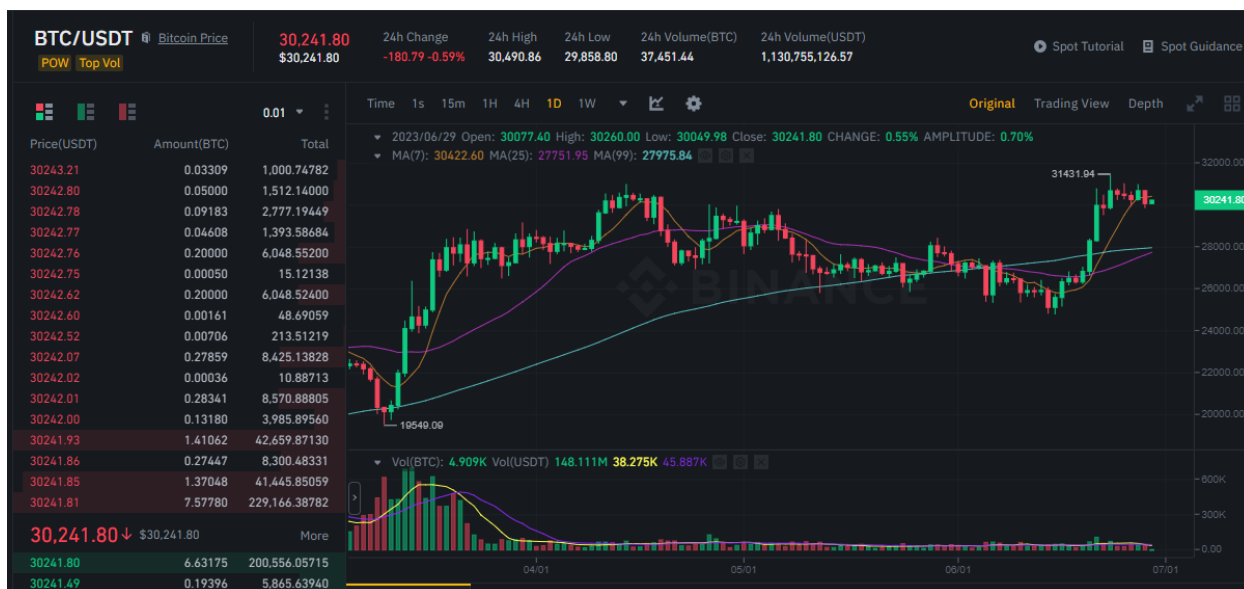 BTC/USDT Bitcoin Price
POW Top Vol
30,241.80
$30,241.80
24h Change
-180.79 -0.59%
24h High
30,490.86
24h Low
29,858.80
24h Volume(BTC)
37,451.44
24h Volume(USDT)
1,130,755,126.57
Spot Tutorial Spot Guidance
0.01
Price(USDT) Amount(BTC) Total
30243.21 0.03309 1,000.74782
30242.80 0.05000 1,512.14000
30242.78 0.09183 2,777.19449
30242.77 0.04608 1,393.58684
30242.76 0.20000 6,048.55200
30242.75 0.00050 15.12138
30242.62 0.20000 6,048.52400
30242.60 0.00161 48.69059
30242.52 0.00706 213.51219
30242.07 0.27859 8,425.13828
30242.02 0.00036 10.88713
30242.01 0.28341 8,570.88805
30242.00 0.13180 3,985.89560
30241.93 1.41062 42,659.87130
30241.86 0.27447 8,300.48331
30241.85 1.37048 41,445.85059
30241.81 7.57780 229,166.38782
30,241.80↓ $30,241.80 More
30241.80 6.63175 200,556.05715
30241.49 0.19396 5,865.63940
Time 1s 15m 1H 4H 1D 1W Original Trading View Depth
2023/06/29 Open: 30077.40 High: 30260.00 Low: 30049.98 Close: 30241.80 CHANGE: 0.55% AMPLITUDE: 0.70%
MA(7): 30422.60 MA(25): 27751.95 MA(99): 27975.84
32000.00
31431.94
30241.80
28000.00
BINANCE
26000.00
24000.00
22000.00
20000.00
19549.09
Vol(BTC): 4.909K Vol(USDT) 148.111M 38.275K 45.887K
600K
300K
0.00
04/01 05/01 06/01 07/01